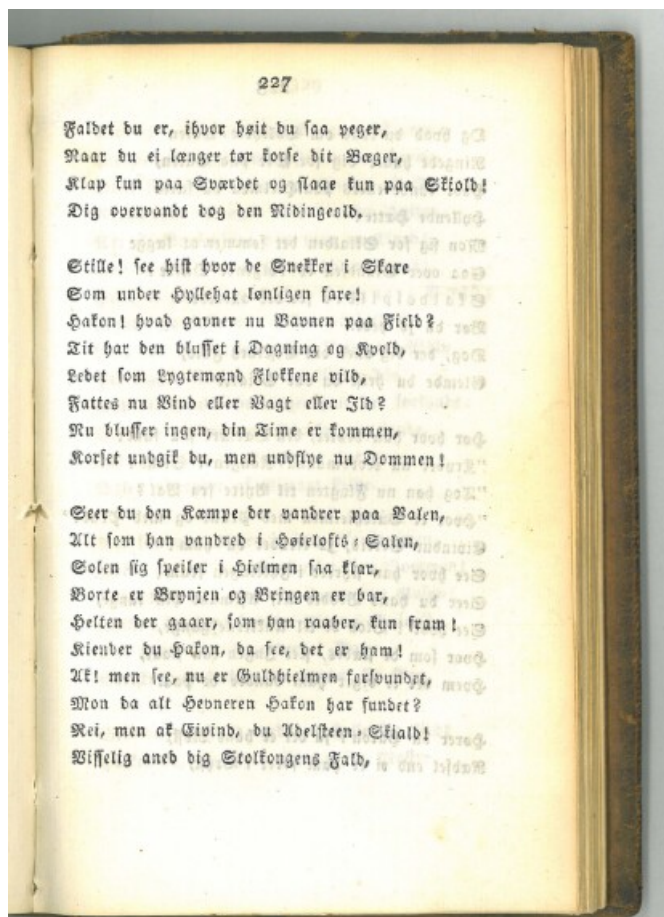 227
Faldet du er, ihvor høit du saa peger,
Naar du ei længer tør korse dit Bæger,
Klap kun paa Sværdet og slaae kun paa Skiold!
Dig overvandt dog den Nidingeold.
Stille! see hist hvor de Snekker i Skare
Som under Hyllehat lønligen fare!
Hakon! hvad gavner nu Bavnen paa Field?
Tit har den blusset i Dagning og Kveld,
Ledet som Lygtemænd Flokkene vild,
Fattes nu Vind eller Vagt eller Ild?
Nu blusser ingen, din Time er kommen,
Korset undgik du, men undflye nu Dommen!
Seer du den Kæmpe der vandrer paa Valen,
Alt som han vandred i Høielofts-Salen,
Solen sig speiler i Hielmen saa klar,
Borte er Brynjen og Bringen er bar,
Helten der gaaer, som han raaber, kun fram!
Kiender du Hakon, da see, det er ham!
Ak! men see, nu er Guldhielmen forsvundet,
Mon da alt Hevneren Hakon har fundet?
Nei, men ak Eivind, du Adelsteen-Skiald!
Visselig aned dig Stolkongens Fald,